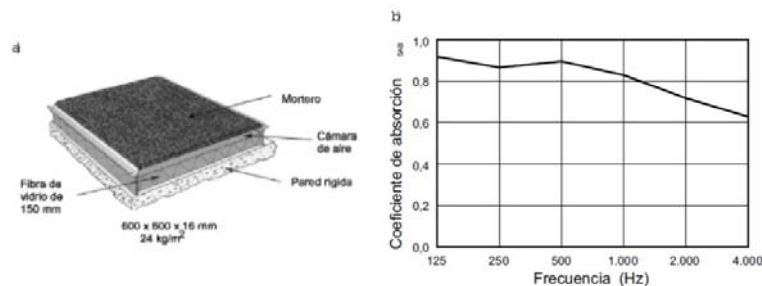 a)
Mortero
Cámara
de aire
Fibra de
vidrio de
150 mm
Pared rígida
600 x 600 x 16 mm
24 kg/m²
b)
Coeficiente de absorción SAB
1,0
0,8
0,6
0,4
0,2
0,0
125 250 500 1.000 2.000 4.000
Frecuencia (Hz)